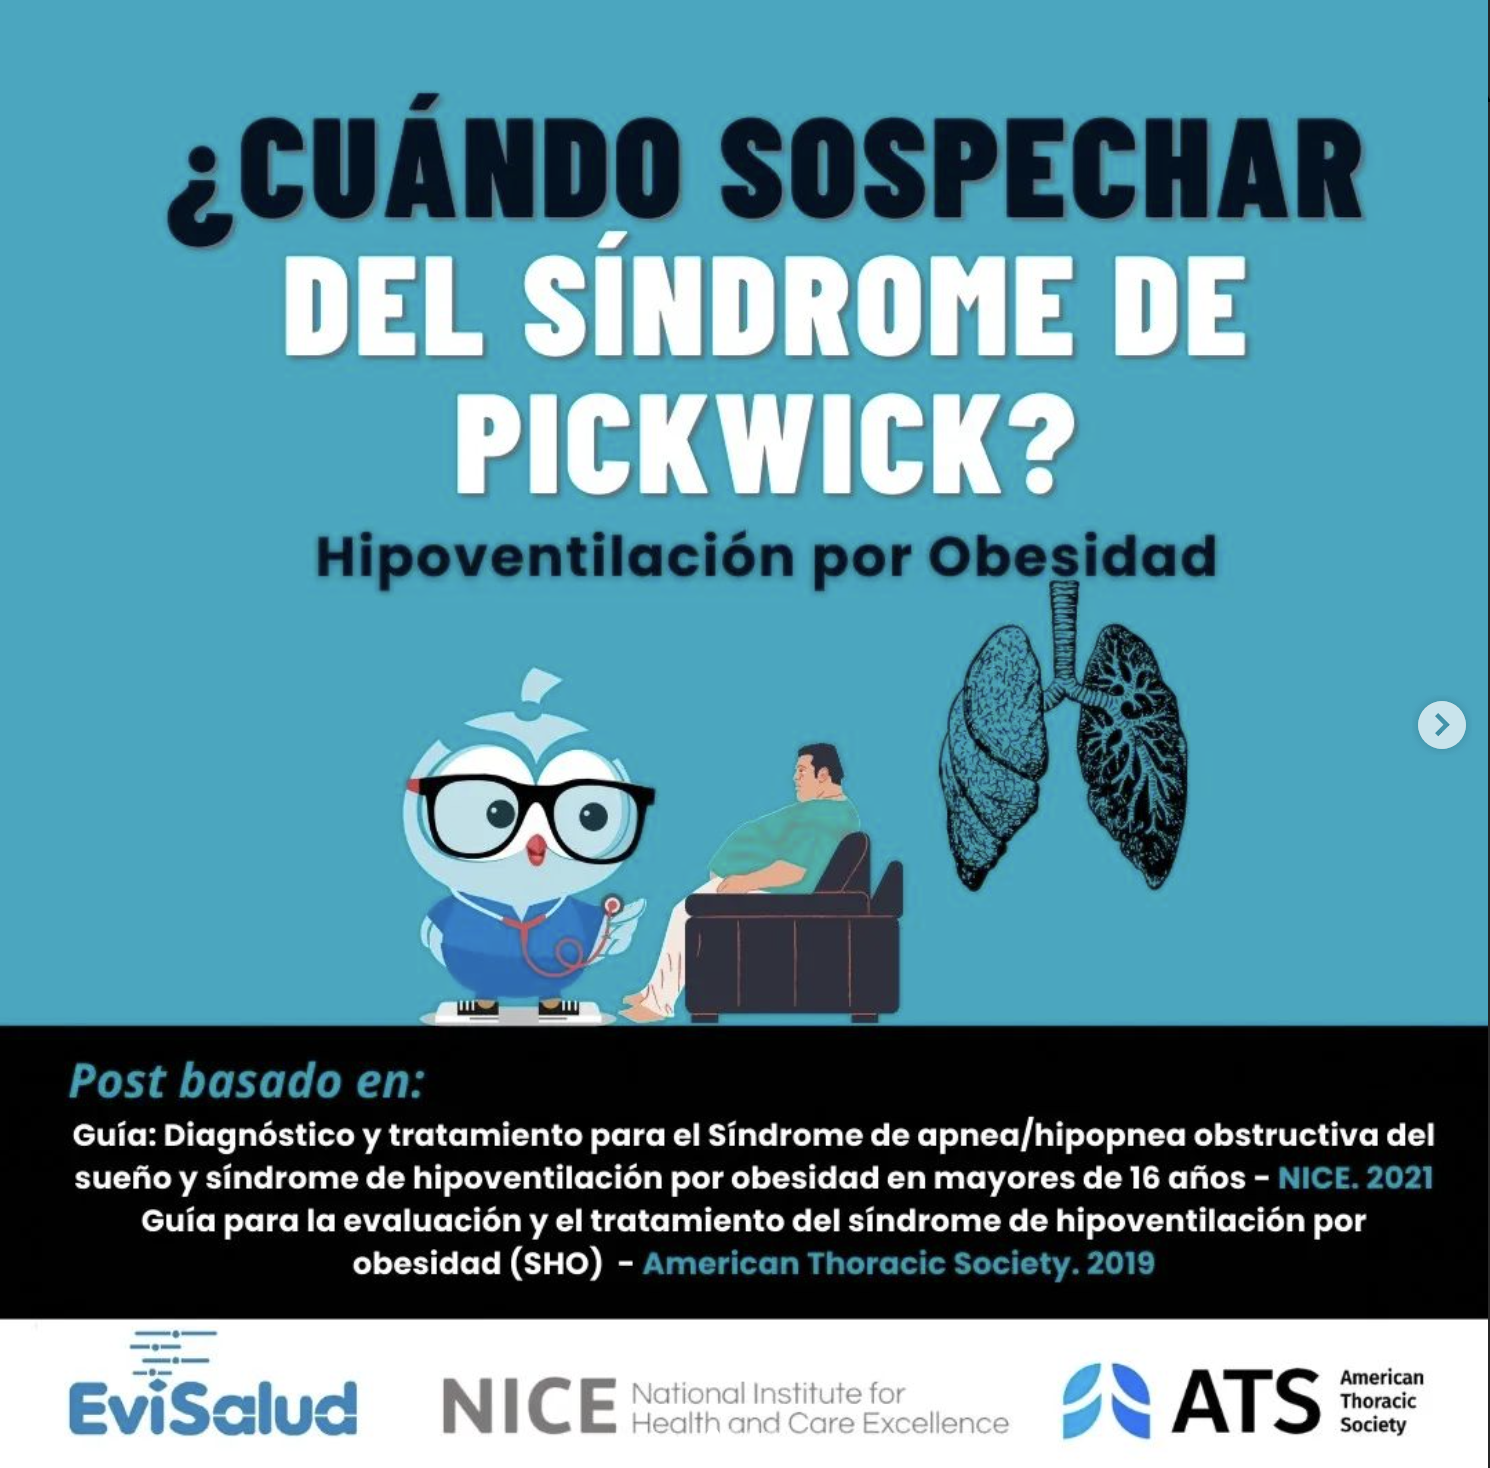 ¿CUÁNDO SOSPECHAR
DEL SÍNDROME DE
PICKWICK?
Hipoventilación por Obesidad
Post basado en:
Guía: Diagnóstico y tratamiento para el Síndrome de apnea/hipopnea obstructiva del
sueño y síndrome de hipoventilación por obesidad en mayores de 16 años - NICE. 2021
Guía para la evaluación y el tratamiento del síndrome de hipoventilación por
obesidad (SHO) - American Thoracic Society. 2019
EviSalud
NICE National Institute for
Health and Care Excellence
ATS American
Thoracic
Society